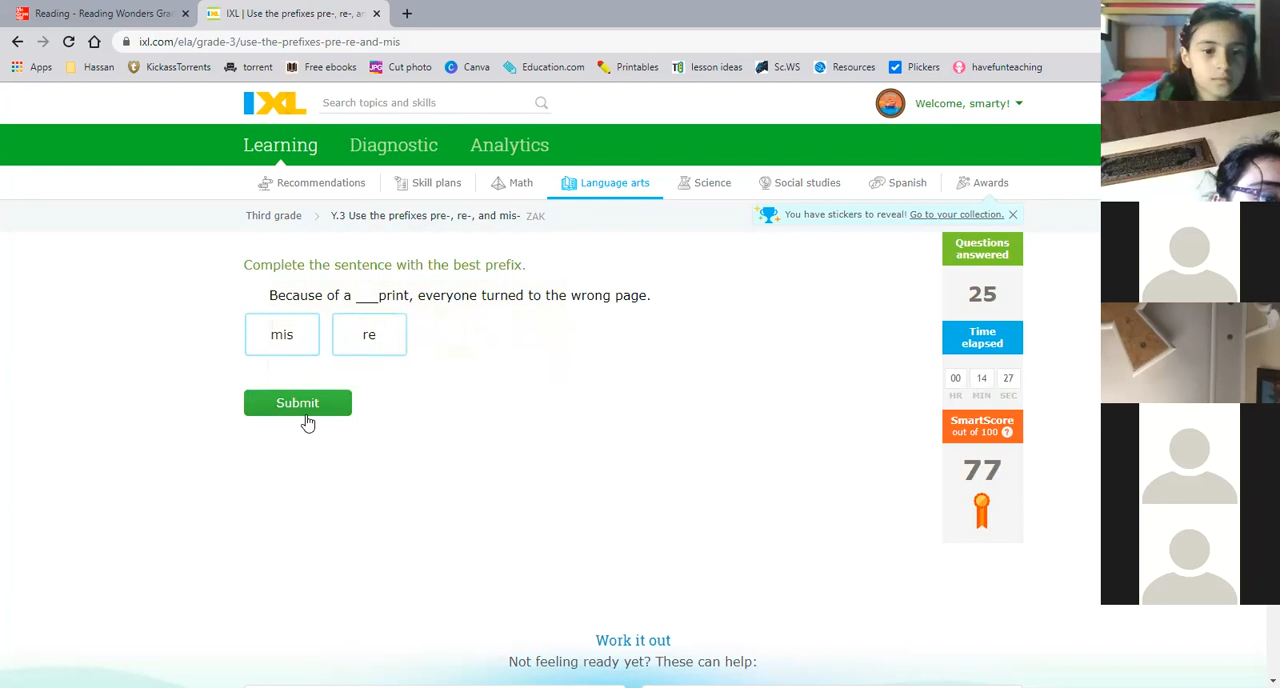 Reading - Reading Wonders Gra
IXL | Use the prefixes pre-, re-, an
ixl.com/ela/grade-3/use-the-prefixes-pre-re-and-mis
Apps Hassan KickassTorrents torrent Free ebooks Cut photo Canva Education.com Printables lesson ideas Sc.WS Resources Plickers havefunteaching
IXL Search topics and skills Welcome, smarty!
Learning Diagnostic Analytics
Recommendations Skill plans Math Language arts Science Social studies Spanish Awards
Third grade > Y.3 Use the prefixes pre-, re-, and mis- ZAK
You have stickers to reveal! Go to your collection.
Complete the sentence with the best prefix.
Because of a ___print, everyone turned to the wrong page.
mis re
Submit
Questions
answered
25
Time
elapsed
00 14 27
HR MIN SEC
SmartScore
out of 100 ?
77
Work it out
Not feeling ready yet? These can help: